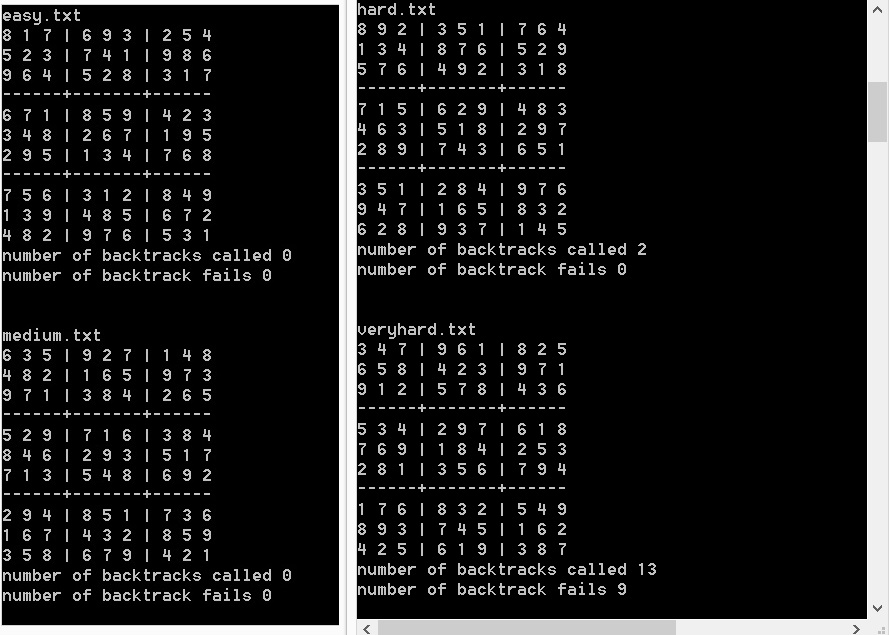 easy.txt
8 1 7 | 6 9 3 | 2 5 4
5 2 3 | 7 4 1 | 9 8 6
9 6 4 | 5 2 8 | 3 1 7
------+-------+------
6 7 1 | 8 5 9 | 4 2 3
3 4 8 | 2 6 7 | 1 9 5
2 9 5 | 1 3 4 | 7 6 8
------+-------+------
7 5 6 | 3 1 2 | 8 4 9
1 3 9 | 4 8 5 | 6 7 2
4 8 2 | 9 7 6 | 5 3 1
number of backtracks called 0
number of backtrack fails 0
medium.txt
6 3 5 | 9 2 7 | 1 4 8
4 8 2 | 1 6 5 | 9 7 3
9 7 1 | 3 8 4 | 2 6 5
------+-------+------
5 2 9 | 7 1 6 | 3 8 4
8 4 6 | 2 9 3 | 5 1 7
7 1 3 | 5 4 8 | 6 9 2
------+-------+------
2 9 4 | 8 5 1 | 7 3 6
1 6 7 | 4 3 2 | 8 5 9
3 5 8 | 6 7 9 | 4 2 1
number of backtracks called 0
number of backtrack fails 0
hard.txt
8 9 2 | 3 5 1 | 7 6 4
1 3 4 | 8 7 6 | 5 2 9
5 7 6 | 4 9 2 | 3 1 8
------+-------+------
7 1 5 | 6 2 9 | 4 8 3
4 6 3 | 5 1 8 | 2 9 7
2 8 9 | 7 4 3 | 6 5 1
------+-------+------
3 5 1 | 2 8 4 | 9 7 6
9 4 7 | 1 6 5 | 8 3 2
6 2 8 | 9 3 7 | 1 4 5
number of backtracks called 2
number of backtrack fails 0
veryhard.txt
3 4 7 | 9 6 1 | 8 2 5
6 5 8 | 4 2 3 | 9 7 1
9 1 2 | 5 7 8 | 4 3 6
------+-------+------
5 3 4 | 2 9 7 | 6 1 8
7 6 9 | 1 8 4 | 2 5 3
2 8 1 | 3 5 6 | 7 9 4
------+-------+------
1 7 6 | 8 3 2 | 5 4 9
8 9 3 | 7 4 5 | 1 6 2
4 2 5 | 6 1 9 | 3 8 7
number of backtracks called 13
number of backtrack fails 9